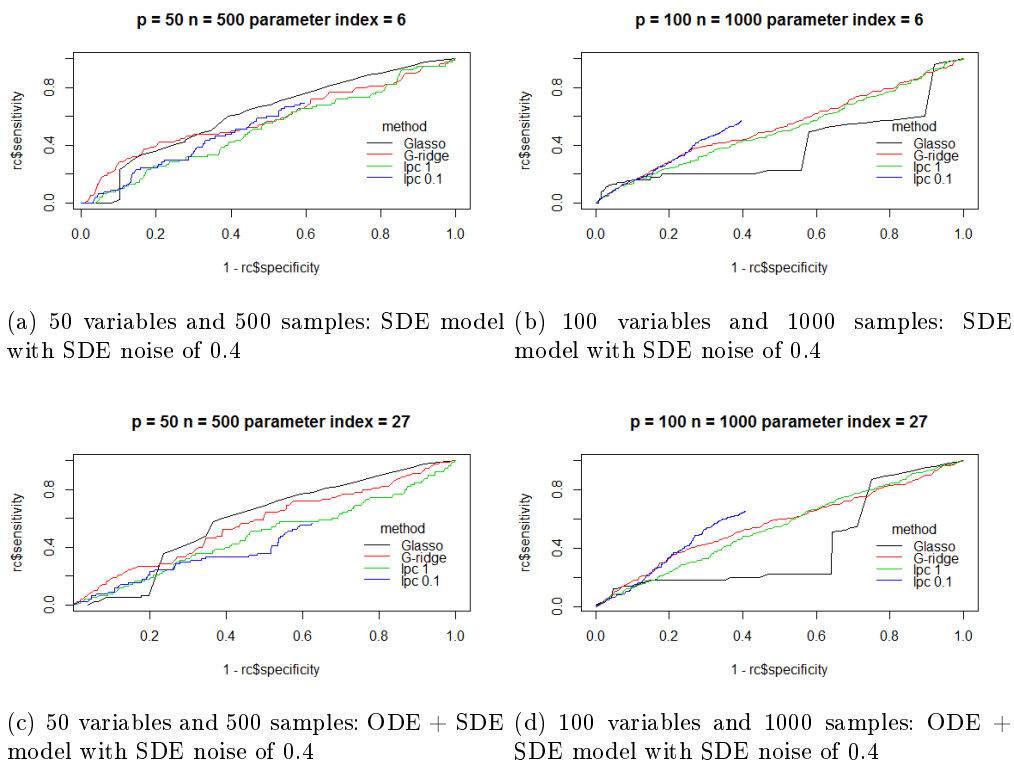 p = 50 n = 500 parameter index = 6
rc$sensitivity
0.0 0.4 0.8
method
Glasso
G-ridge
lpc 1
lpc 0.1
0.0 0.2 0.4 0.6 0.8 1.0
1 - rc$specificity
(a) 50 variables and 500 samples: SDE model
with SDE noise of 0.4
p = 100 n = 1000 parameter index = 6
rc$sensitivity
0.0 0.4 0.8
method
Glasso
G-ridge
lpc 1
lpc 0.1
0.0 0.2 0.4 0.6 0.8 1.0
1 - rc$specificity
(b) 100 variables and 1000 samples: SDE
model with SDE noise of 0.4
p = 50 n = 500 parameter index = 27
rc$sensitivity
0.0 0.4 0.8
method
Glasso
G-ridge
lpc 1
lpc 0.1
0.2 0.4 0.6 0.8 1.0
1 - rc$specificity
(c) 50 variables and 500 samples: ODE + SDE
model with SDE noise of 0.4
p = 100 n = 1000 parameter index = 27
rc$sensitivity
0.0 0.4 0.8
method
Glasso
G-ridge
lpc 1
lpc 0.1
0.0 0.2 0.4 0.6 0.8 1.0
1 - rc$specificity
(d) 100 variables and 1000 samples: ODE +
SDE model with SDE noise of 0.4